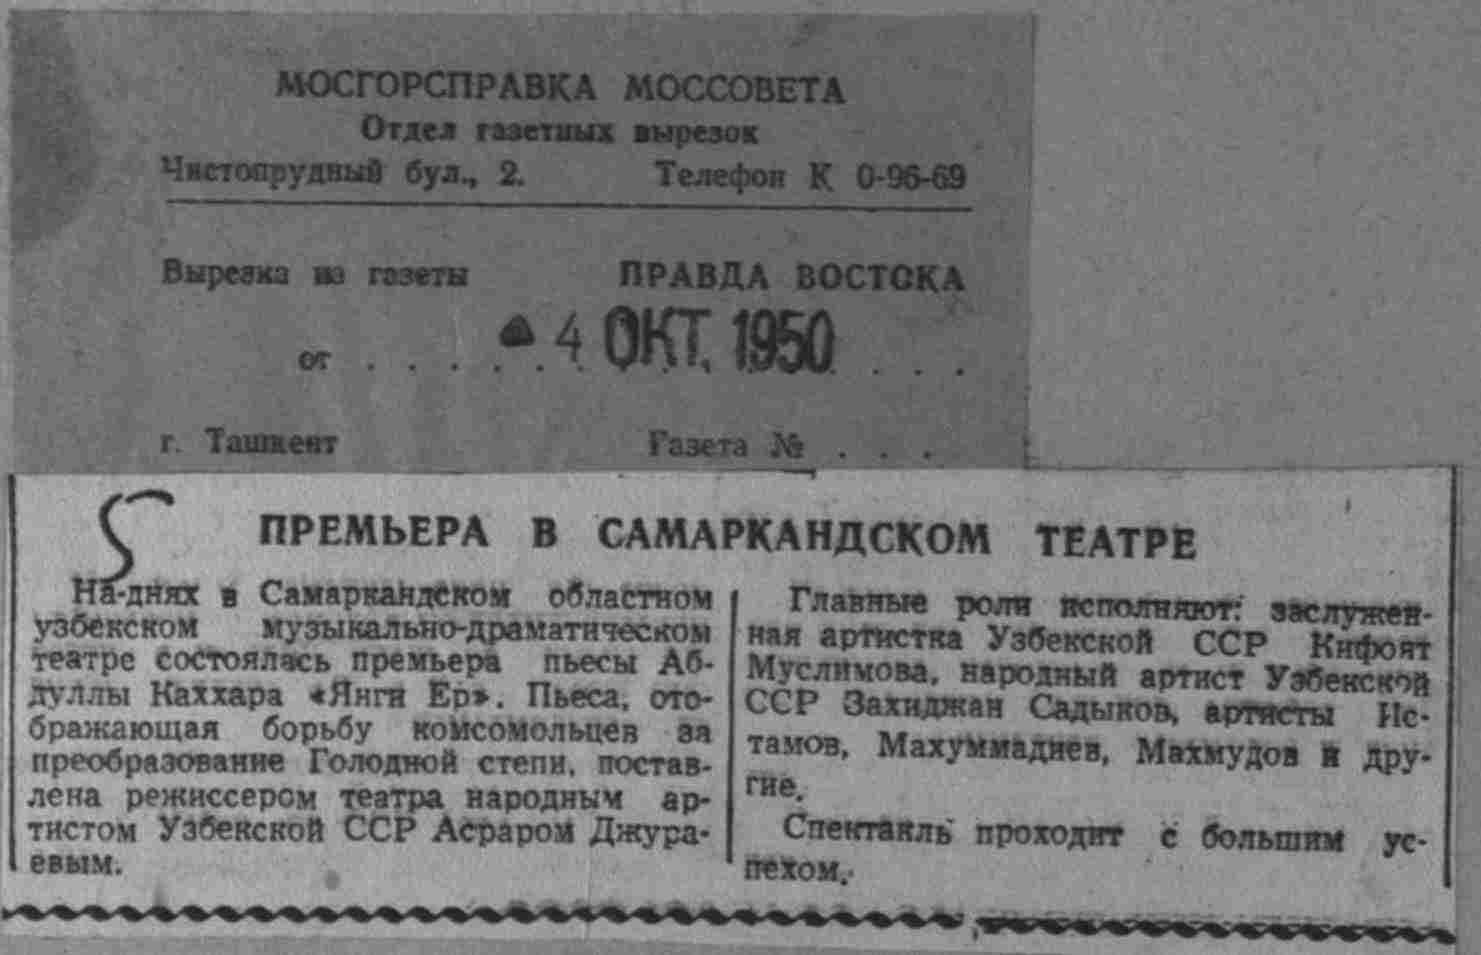 МОСГОРСПРАВКА МОССОВЕТА
Отдел газетных вырезок
Чистопрудный бул., 2. Телефон К 0-96-69
Вырезка из газеты ПРАВДА ВОСТОКА
от . . . . . 4 ОКТ. 1950 . . .
г. Ташкент Газета № . . .
ПРЕМЬЕРА В САМАРКАНДСКОМ ТЕАТРЕ
На-днях в Самаркандском областном
узбекском музыкально-драматическом
театре состоялась премьера пьесы Аб-
дуллы Каххара «Янги Ер». Пьеса, ото-
бражающая борьбу комсомольцев за
преобразование Голодной степи, постав-
лена режиссером театра народным ар-
тистом Узбекской ССР Асраром Джура-
евым.
Главные роли исполняют: заслужен-
ная артистка Узбекской ССР Кифоят
Муслимова, народный артист Узбекской
ССР Захиджан Садыков, артисты Ис-
тамов, Махуммадиев, Махмудов и дру-
гие.
Спектакль проходит с большим ус-
пехом.